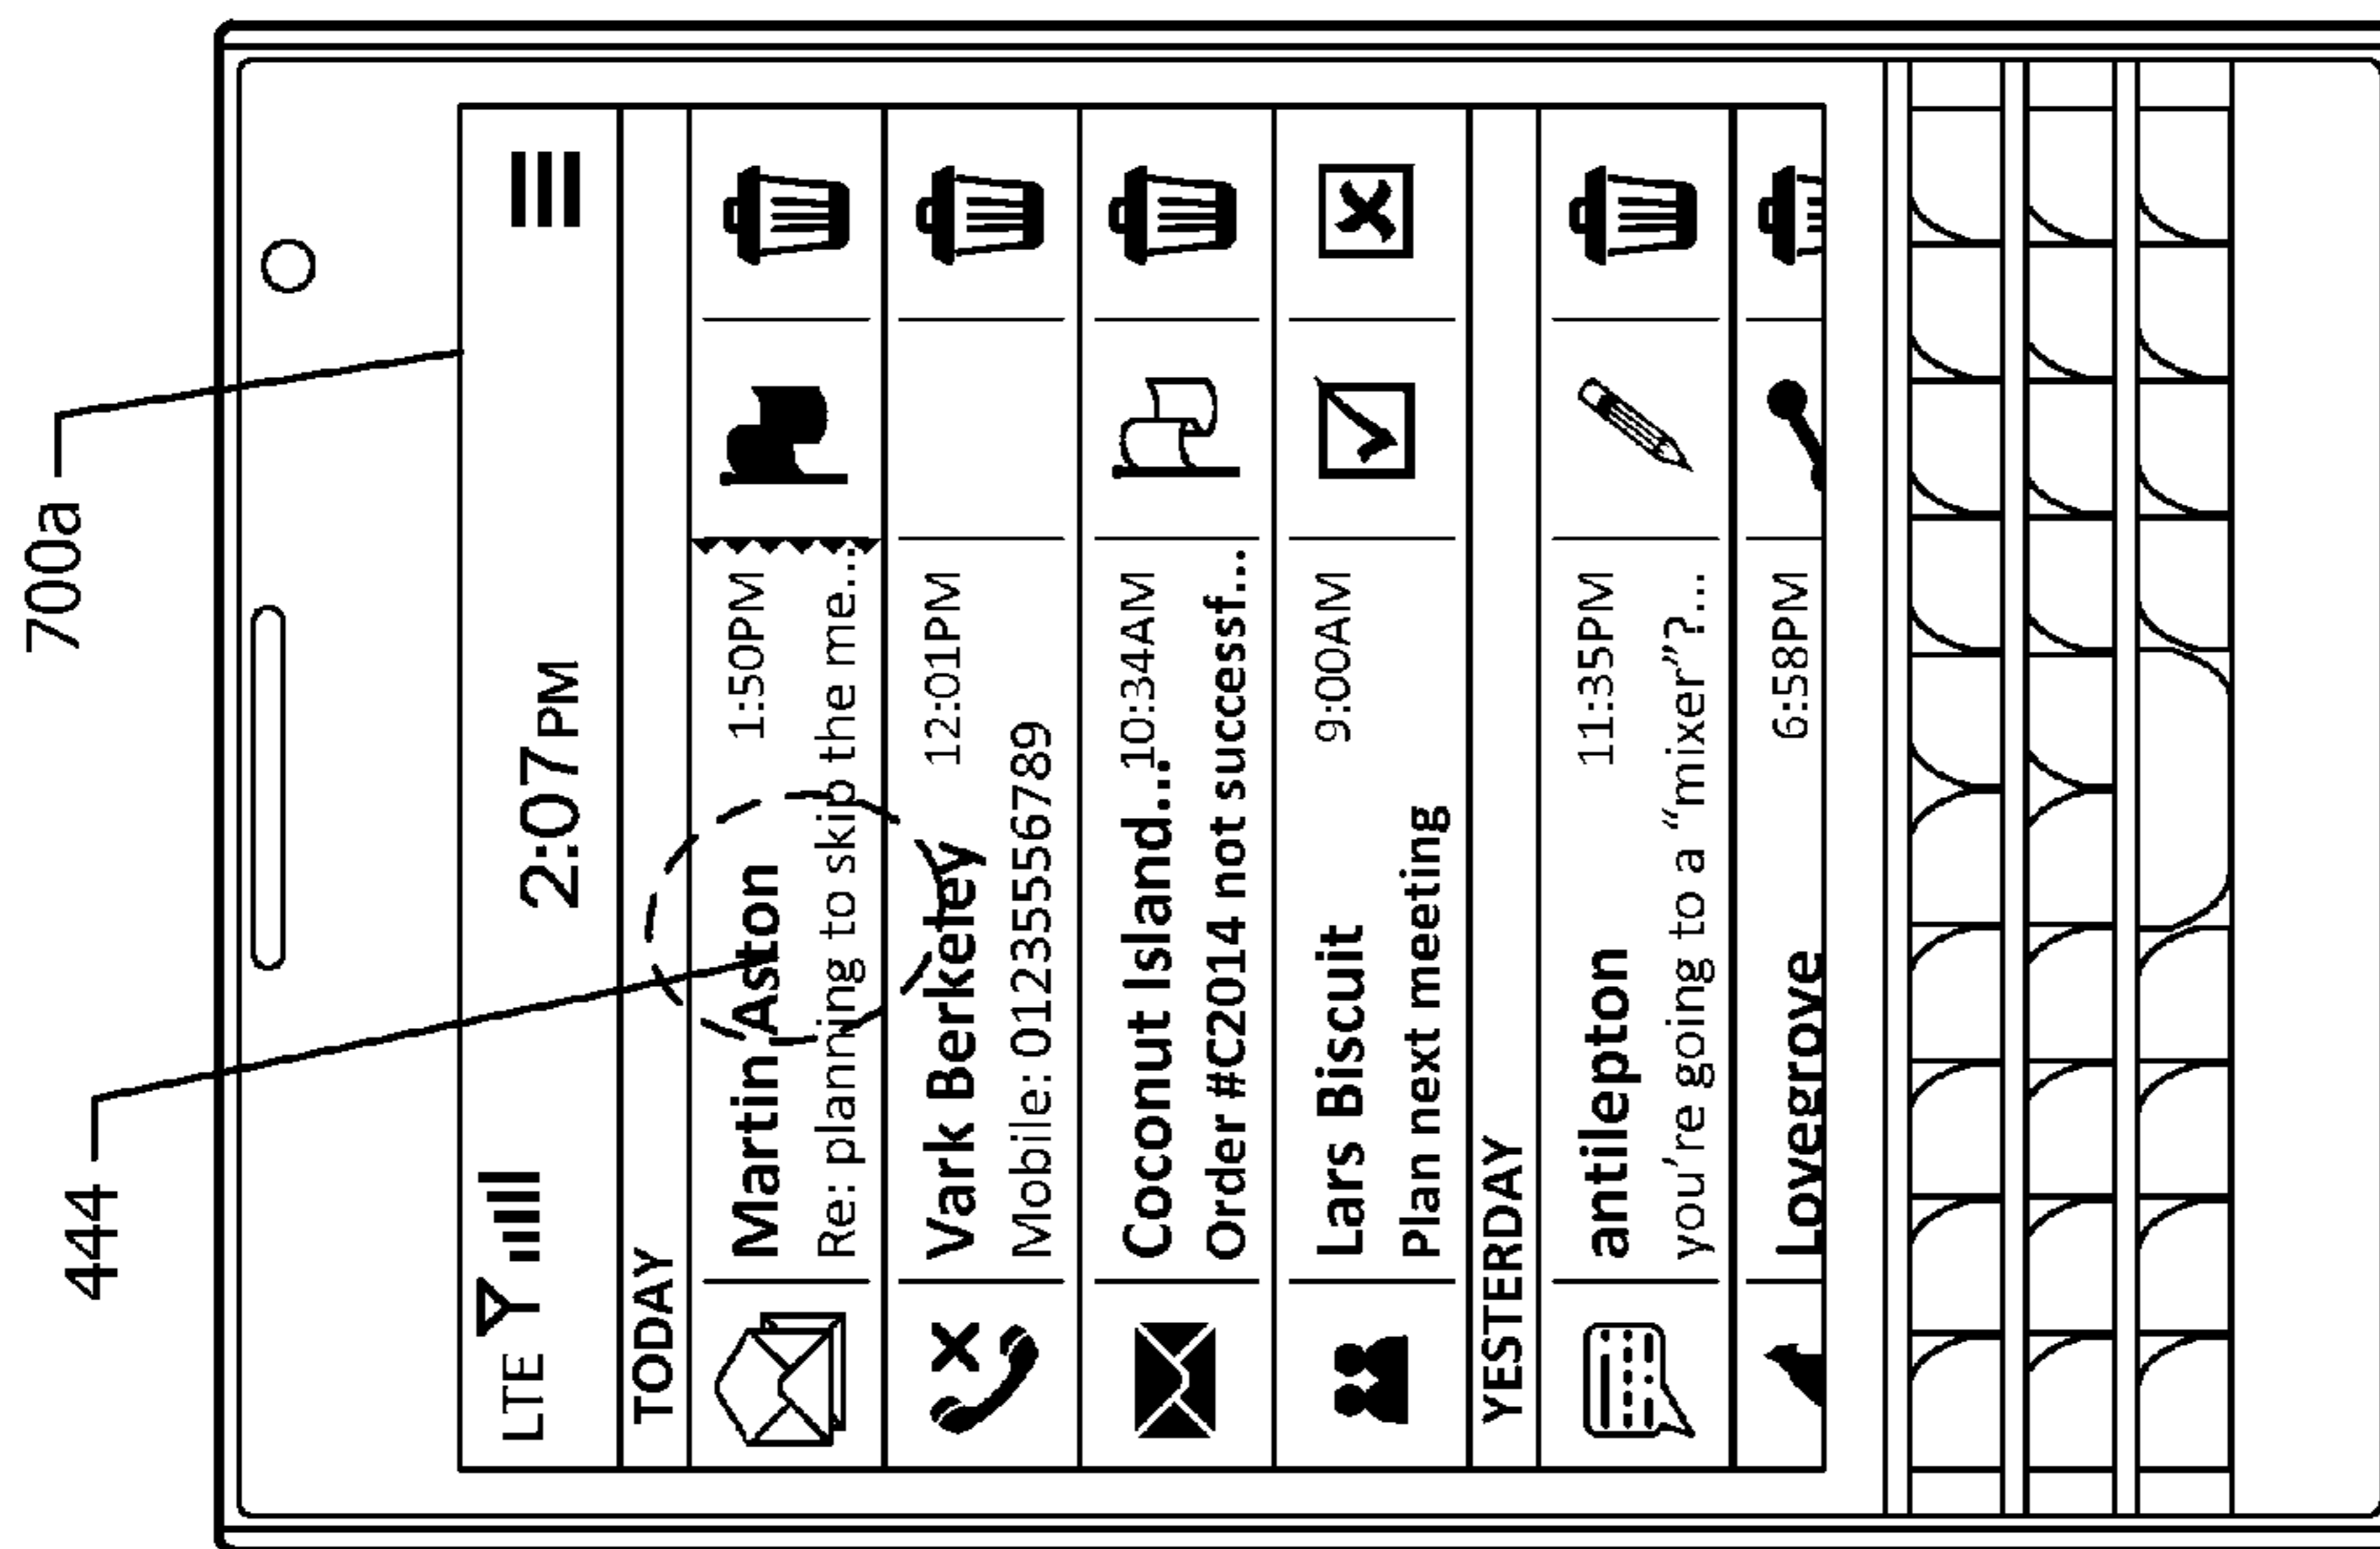 700a
444
LTE 2:07PM
TODAY
Martin Aston 1:50PM
Re: planning to skip the me...
Vark Berkeley 12:01PM
Mobile: 01235556789
Coconut Island... 10:34AM
Order #C2014 not successf...
Lars Biscuit 9:00AM
Plan next meeting
YESTERDAY
antilepton 11:35PM
you're going to a “mixer”?...
Lovegrove 6:58PM